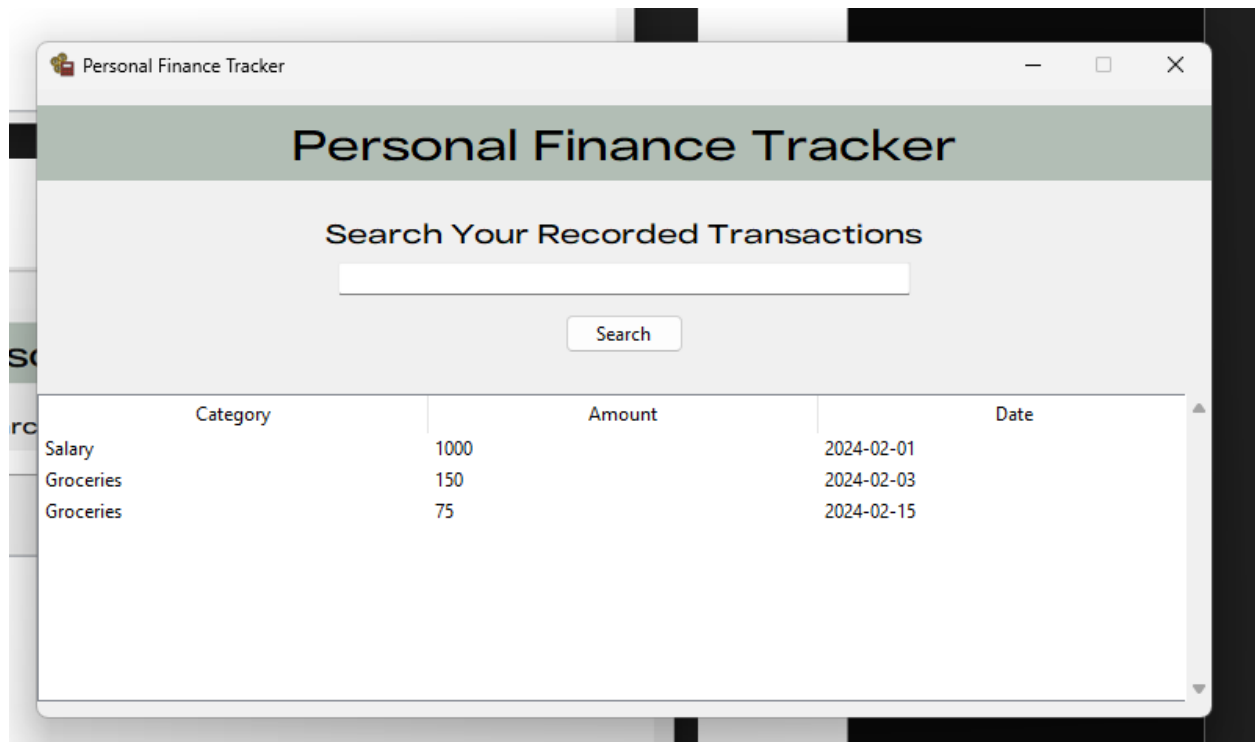 Personal Finance Tracker
Personal Finance Tracker
Search Your Recorded Transactions
Search
Category Amount Date
Salary 1000 2024-02-01
Groceries 150 2024-02-03
Groceries 75 2024-02-15